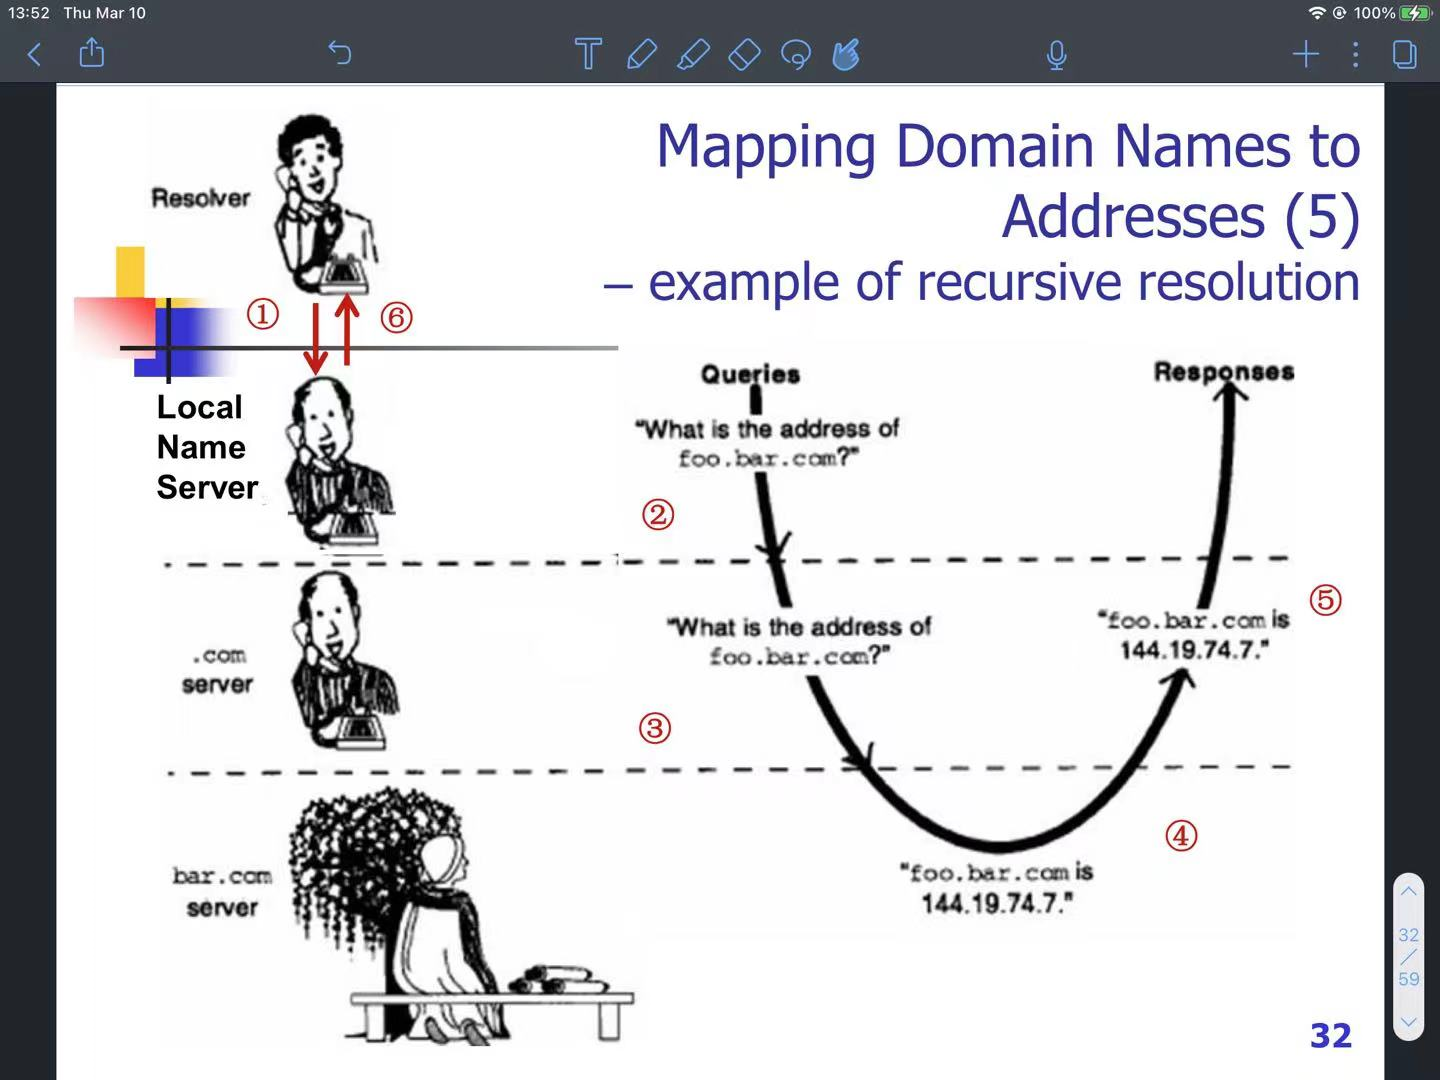 13:52 Thu Mar 10
100%
Mapping Domain Names to
Addresses (5)
– example of recursive resolution
Resolver
① ⑥
Local
Name
Server
Queries
"What is the address of
foo.bar.com?"
②
Responses
.com
server
"What is the address of
foo.bar.com?"
③
"foo.bar.com is
144.19.74.7."
⑤
bar.com
server
④
"foo.bar.com is
144.19.74.7."
32
/
59
32